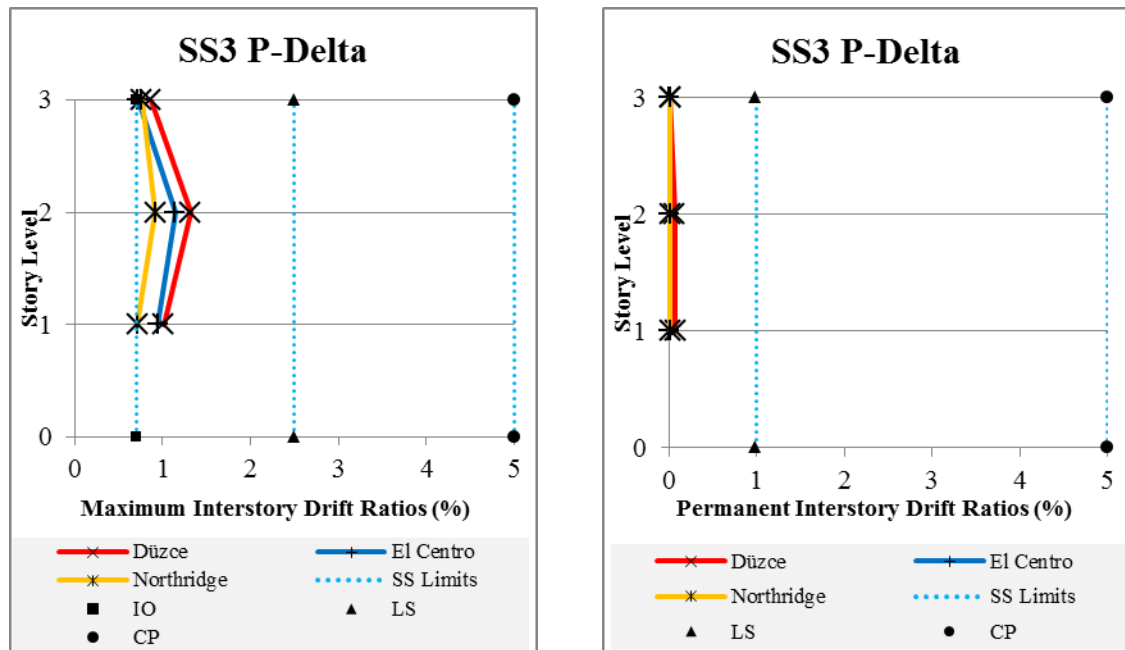 SS3 P-Delta
3
2
1
0
Story Level
0 1 2 3 4 5
Maximum Interstory Drift Ratios (%)
Düzce El Centro
Northridge SS Limits
IO LS
CP
SS3 P-Delta
3
2
1
0
Story Level
0 1 2 3 4 5
Permanent Interstory Drift Ratios (%)
Düzce El Centro
Northridge SS Limits
LS CP